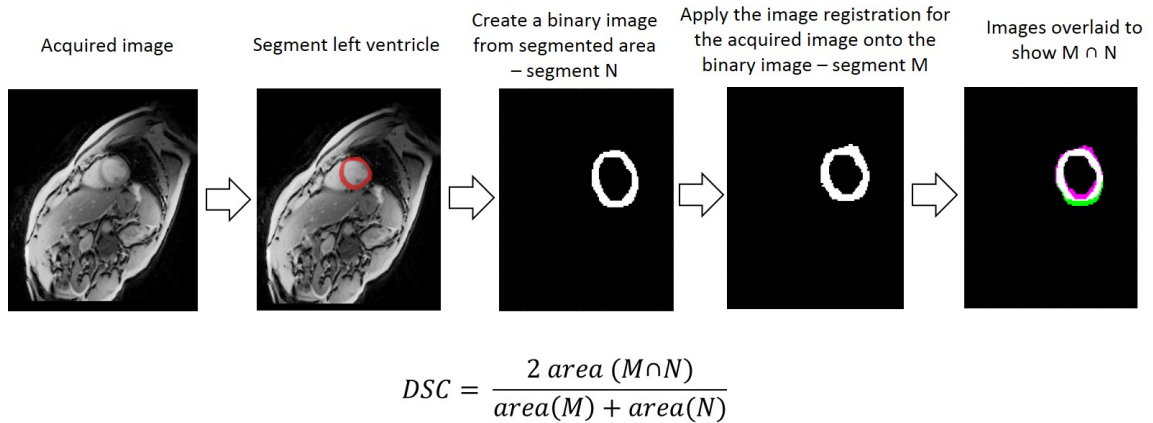 Acquired image
Segment left ventricle
Create a binary image
from segmented area
– segment N
Apply the image registration for
the acquired image onto the
binary image – segment M
Images overlaid to
show M ∩ N
DSC = 2 area (M∩N) / area(M) + area(N)